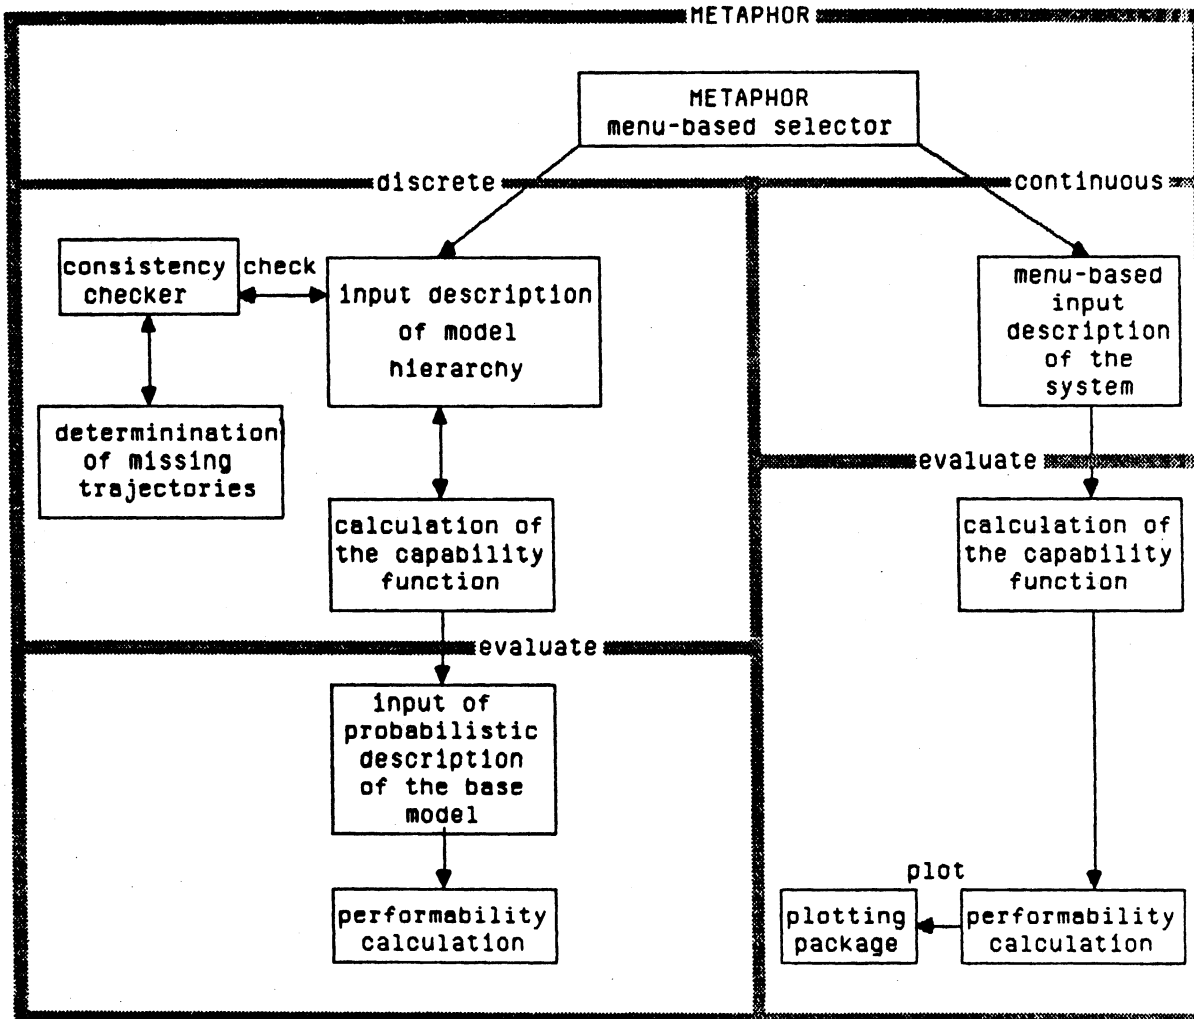 METAPHOR
METAPHOR
menu-based selector
discrete
continuous
consistency
checker
check
input description
of model
hierarchy
menu-based
input
description
of the
system
determinination
of missing
trajectories
evaluate
calculation of
the capability
function
calculation of
the capability
function
evaluate
input of
probabilistic
description
of the base
model
plot
performability
calculation
plotting
package
performability
calculation